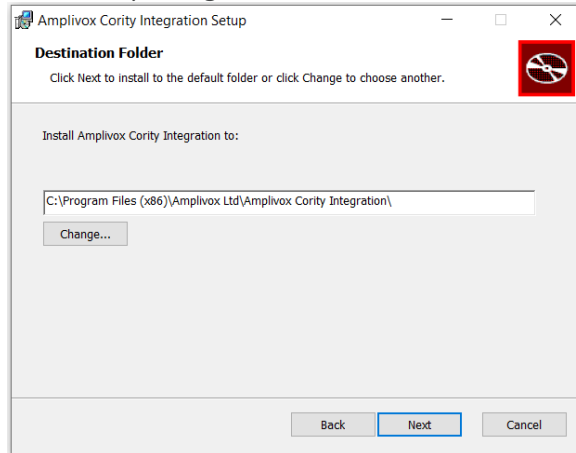 Amplivox Cority Integration Setup
Destination Folder
Click Next to install to the default folder or click Change to choose another.
Install Amplivox Cority Integration to:
C:\Program Files (x86)\Amplivox Ltd\Amplivox Cority Integration\
Change...
Back Next Cancel